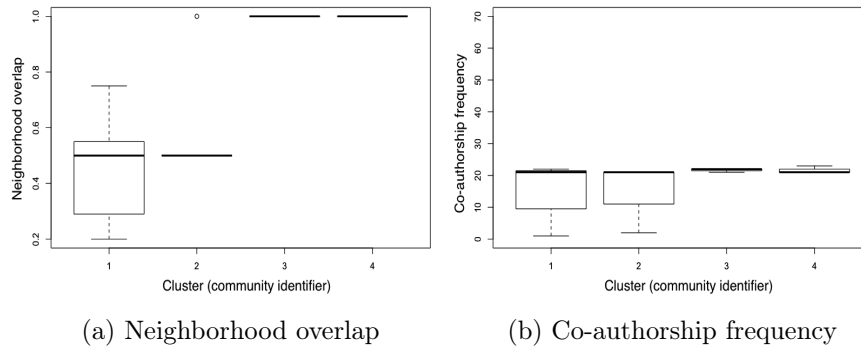 Neighborhood overlap
1.0
0.8
0.6
0.4
0.2
1 2 3 4
Cluster (community identifier)
(a) Neighborhood overlap
Co-authorship frequency
70
60
50
40
30
20
10
0
1 2 3 4
Cluster (community identifier)
(b) Co-authorship frequency